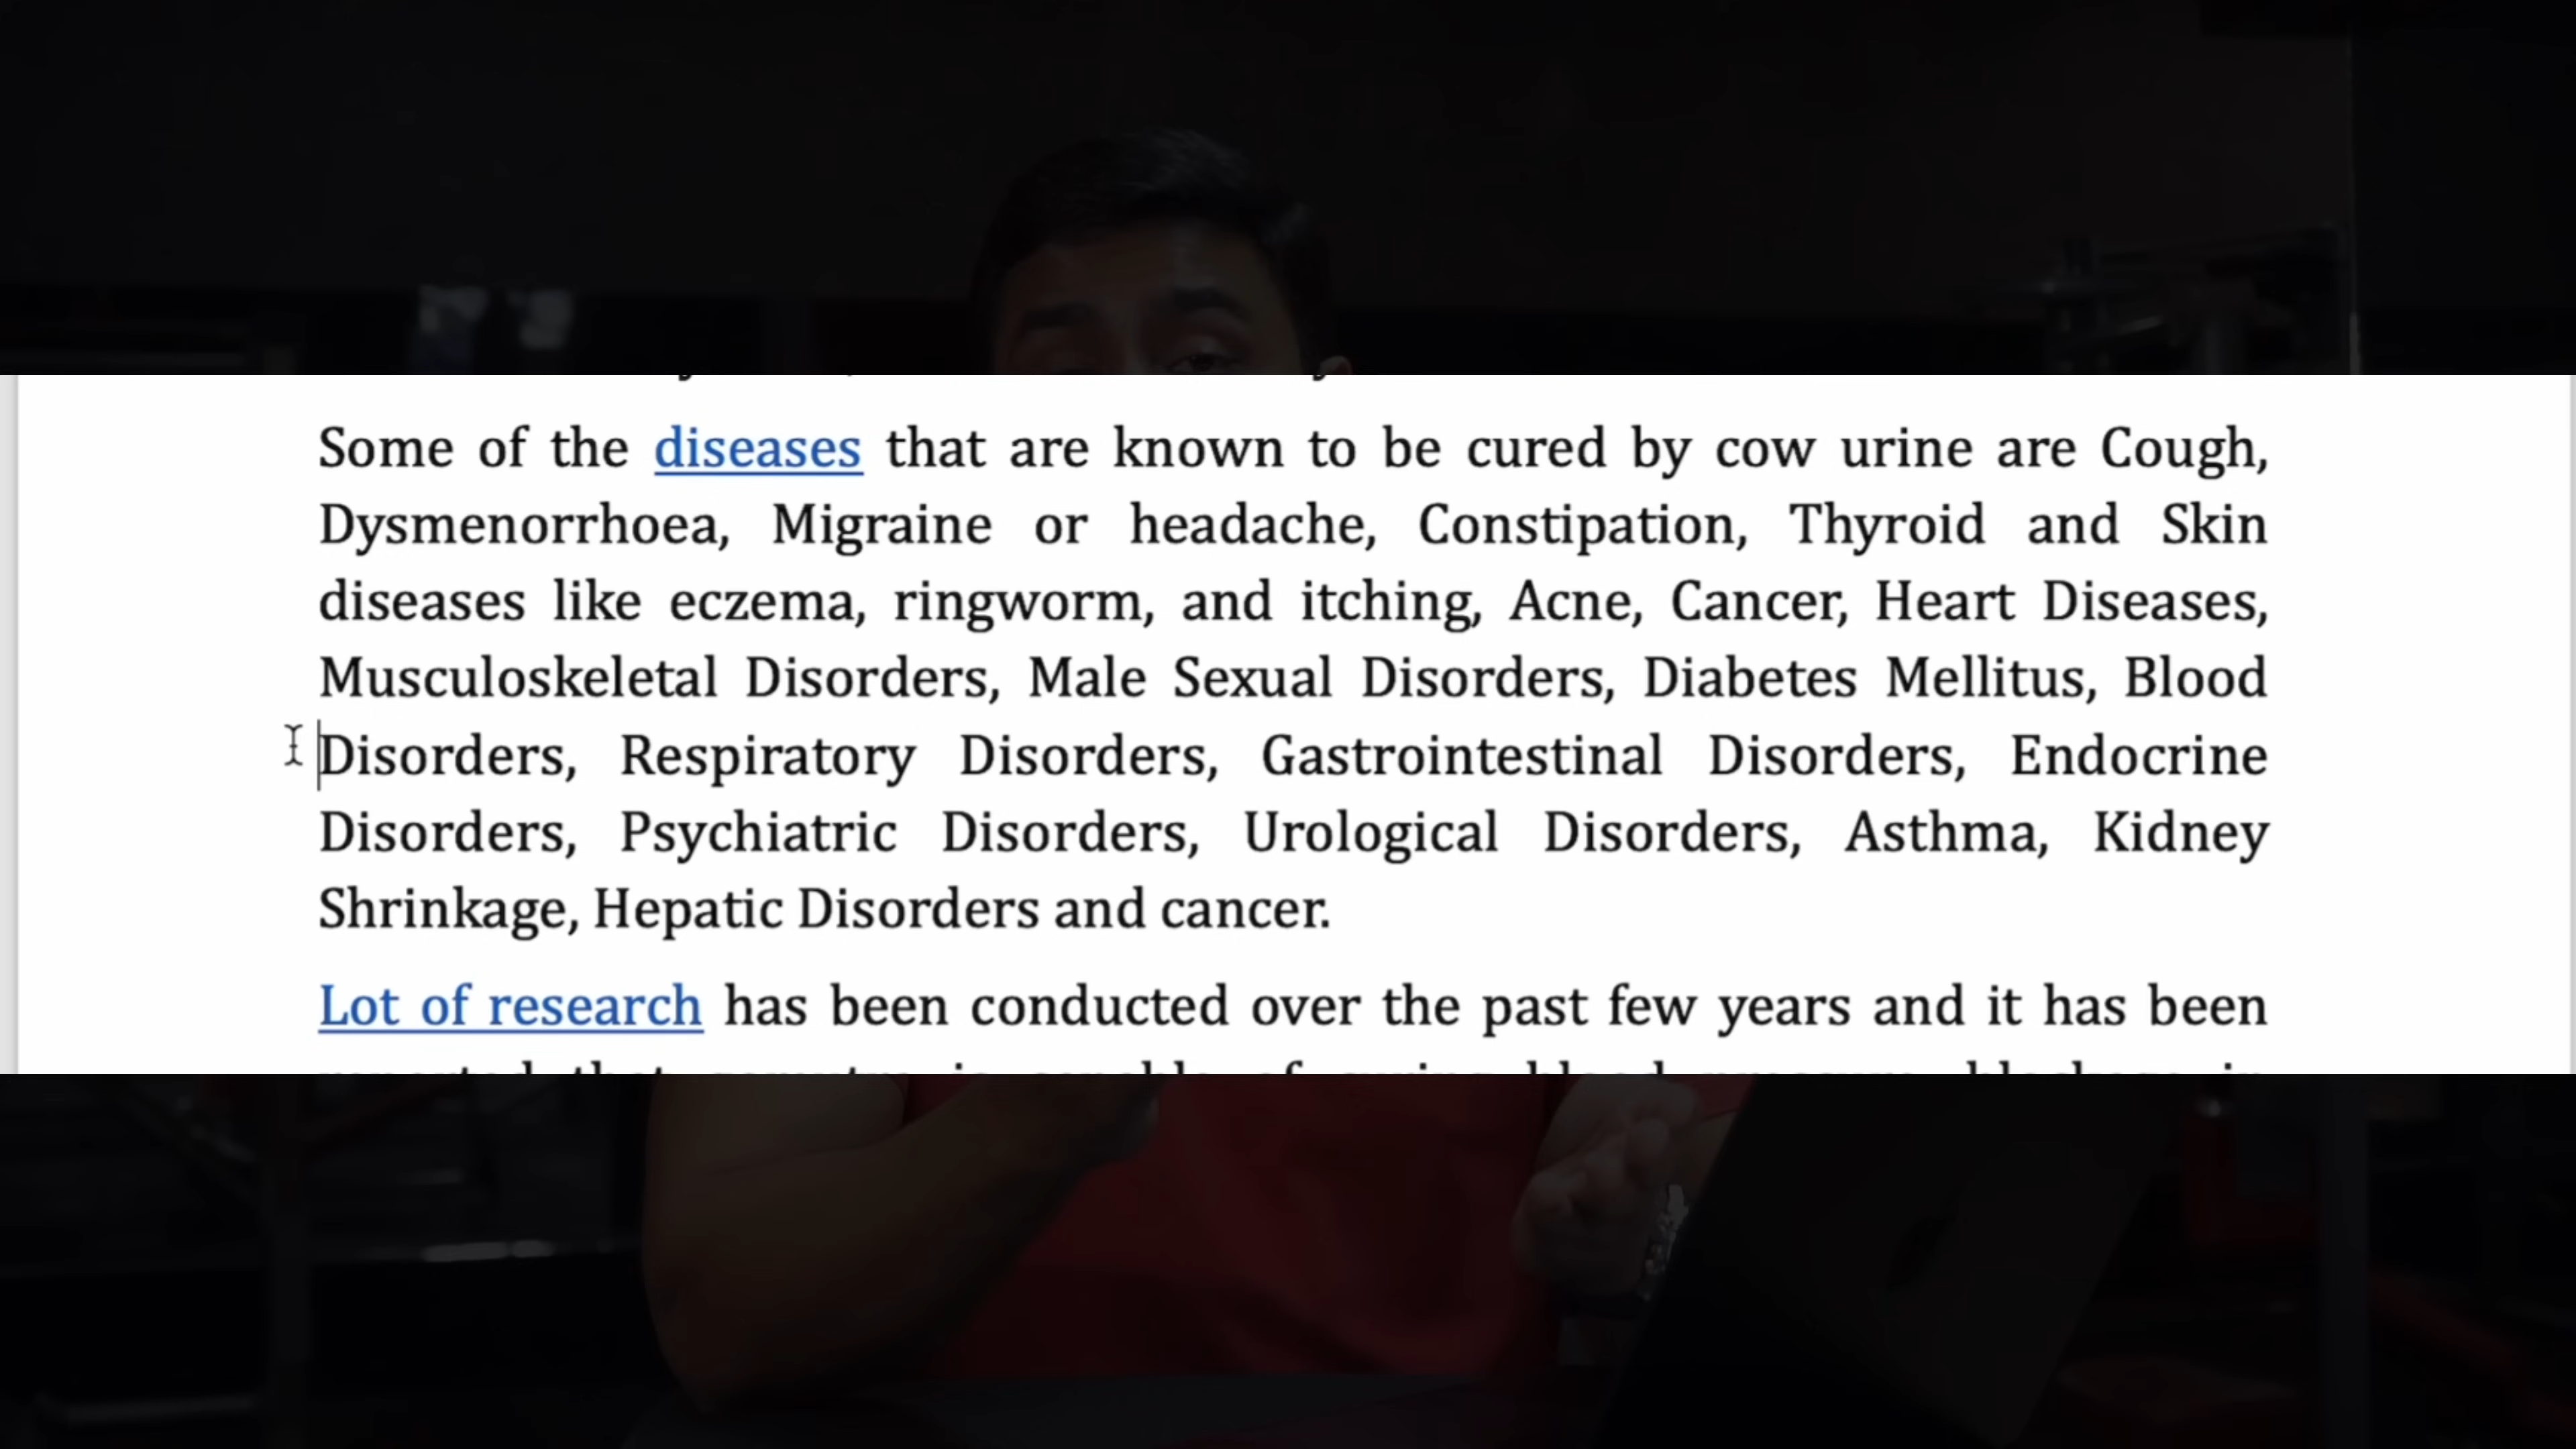 Some of the diseases that are known to be cured by cow urine are Cough,
Dysmenorrhoea, Migraine or headache, Constipation, Thyroid and Skin
diseases like eczema, ringworm, and itching, Acne, Cancer, Heart Diseases,
Musculoskeletal Disorders, Male Sexual Disorders, Diabetes Mellitus, Blood
Disorders, Respiratory Disorders, Gastrointestinal Disorders, Endocrine
Disorders, Psychiatric Disorders, Urological Disorders, Asthma, Kidney
Shrinkage, Hepatic Disorders and cancer.
Lot of research has been conducted over the past few years and it has been